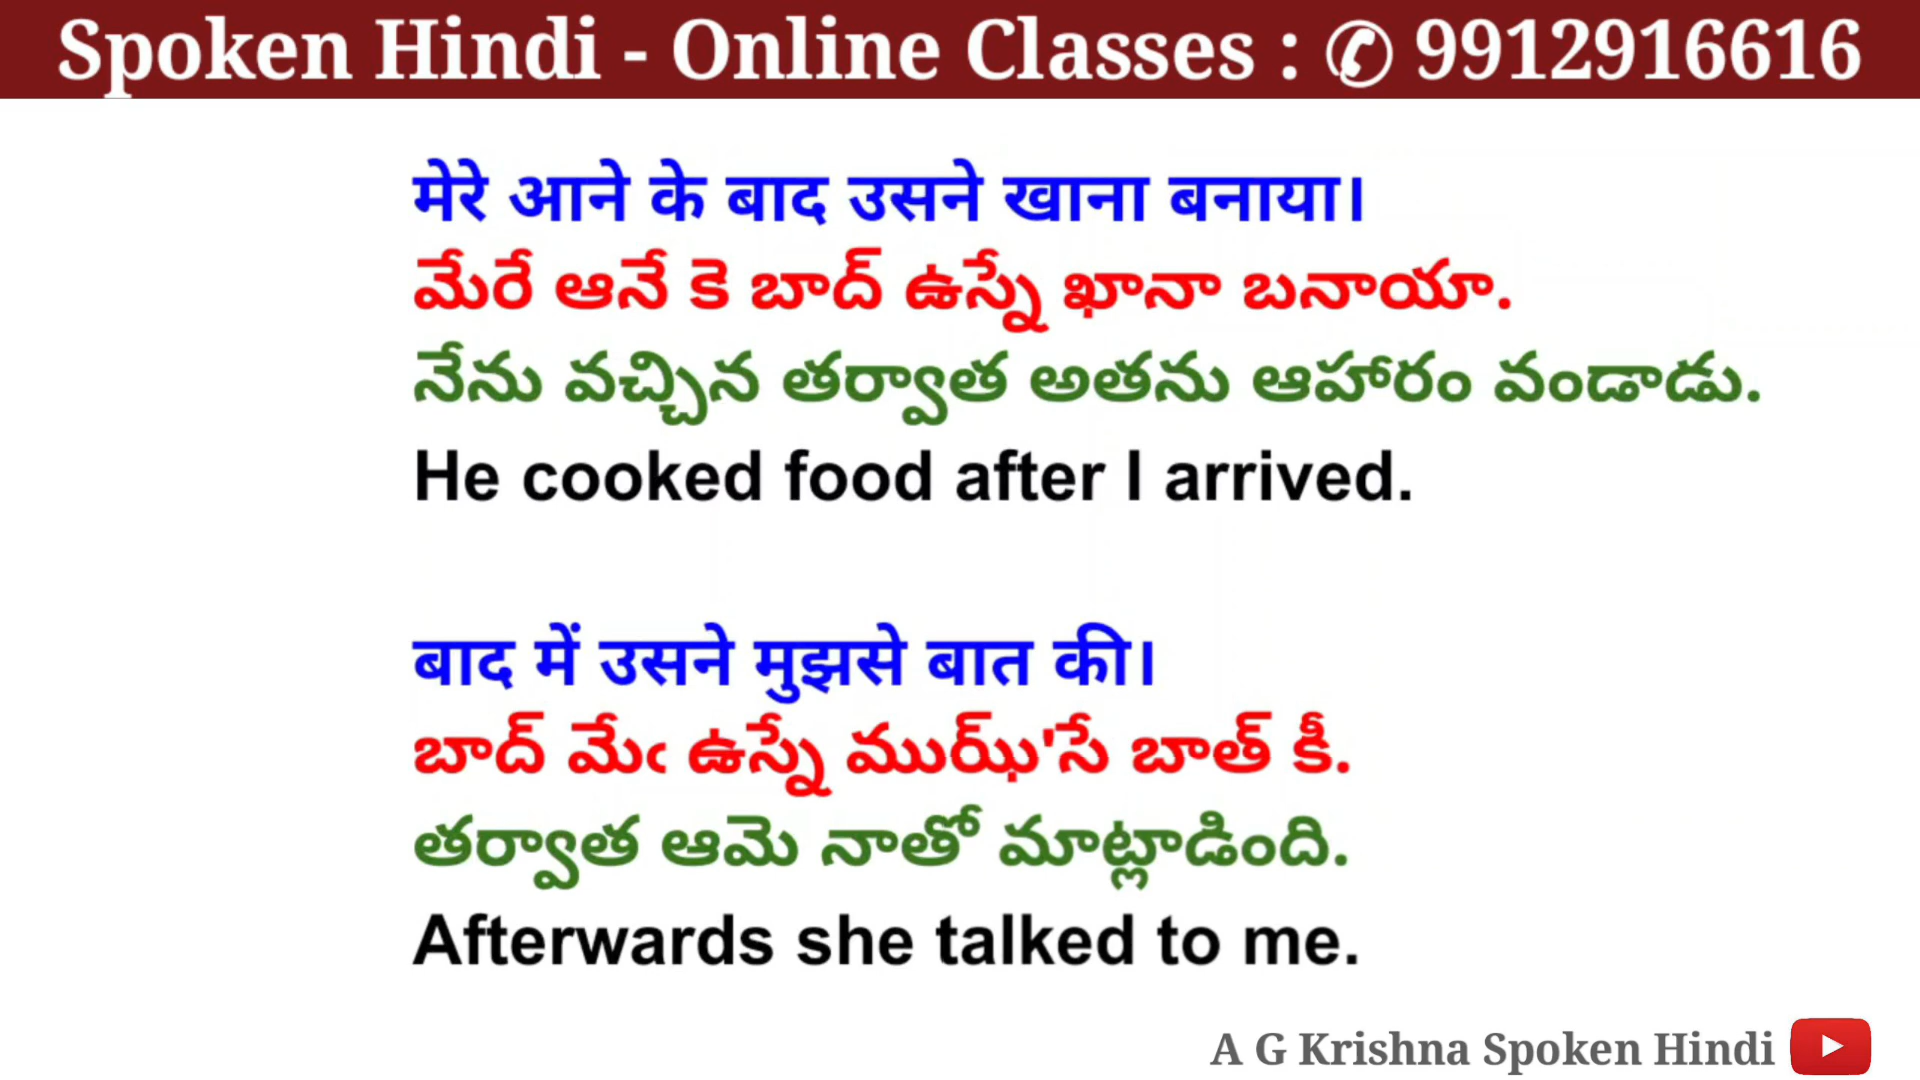 Spoken Hindi - Online Classes : ✆ 9912916616
मेरे आने के बाद उसने खाना बनाया।
మేరే ఆనే కె బాద్ ఉస్నే ఖానా బనాయా.
నేను వచ్చిన తర్వాత అతను ఆహారం వండాడు.
He cooked food after I arrived.
बाद में उसने मुझसे बात की।
బాద్ మేఁ ఉస్నే ముఝ్'సే బాత్ కీ.
తర్వాత ఆమె నాతో మాట్లాడింది.
Afterwards she talked to me.
A G Krishna Spoken Hindi